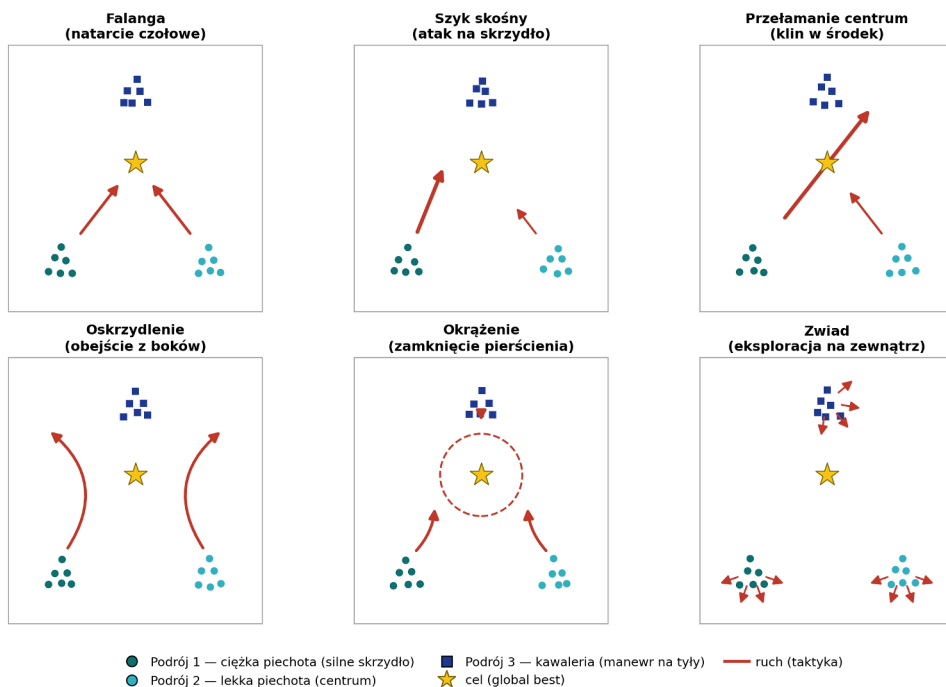 Falanga
(natarcie czołowe)
Szyk skośny
(atak na skrzydło)
Przełamanie centrum
(klin w środek)
Oskrzydlenie
(obejście z boków)
Okrążenie
(zamknięcie pierścienia)
Zwiad
(eksploracja na zewnątrz)
Podrój 1 — ciężka piechota (silne skrzydło)
Podrój 2 — lekka piechota (centrum)
Podrój 3 — kawaleria (manewr na tyły)
cel (global best)
ruch (taktyka)